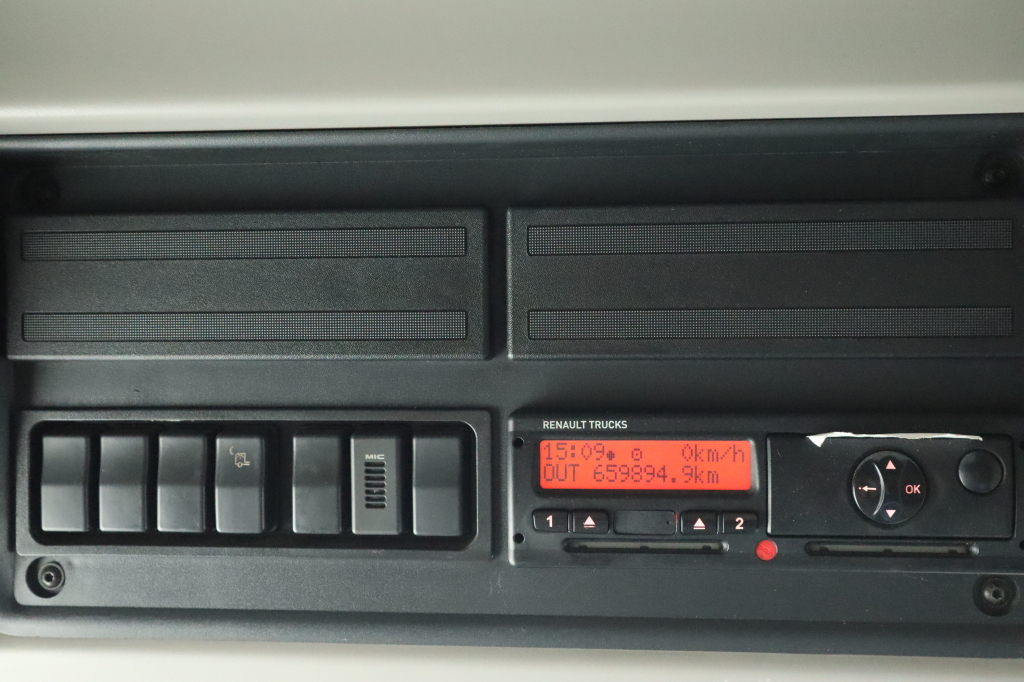 RENAULT TRUCKS
15:09 0km/h
OUT 659894.9km
MIC
OK
1 2